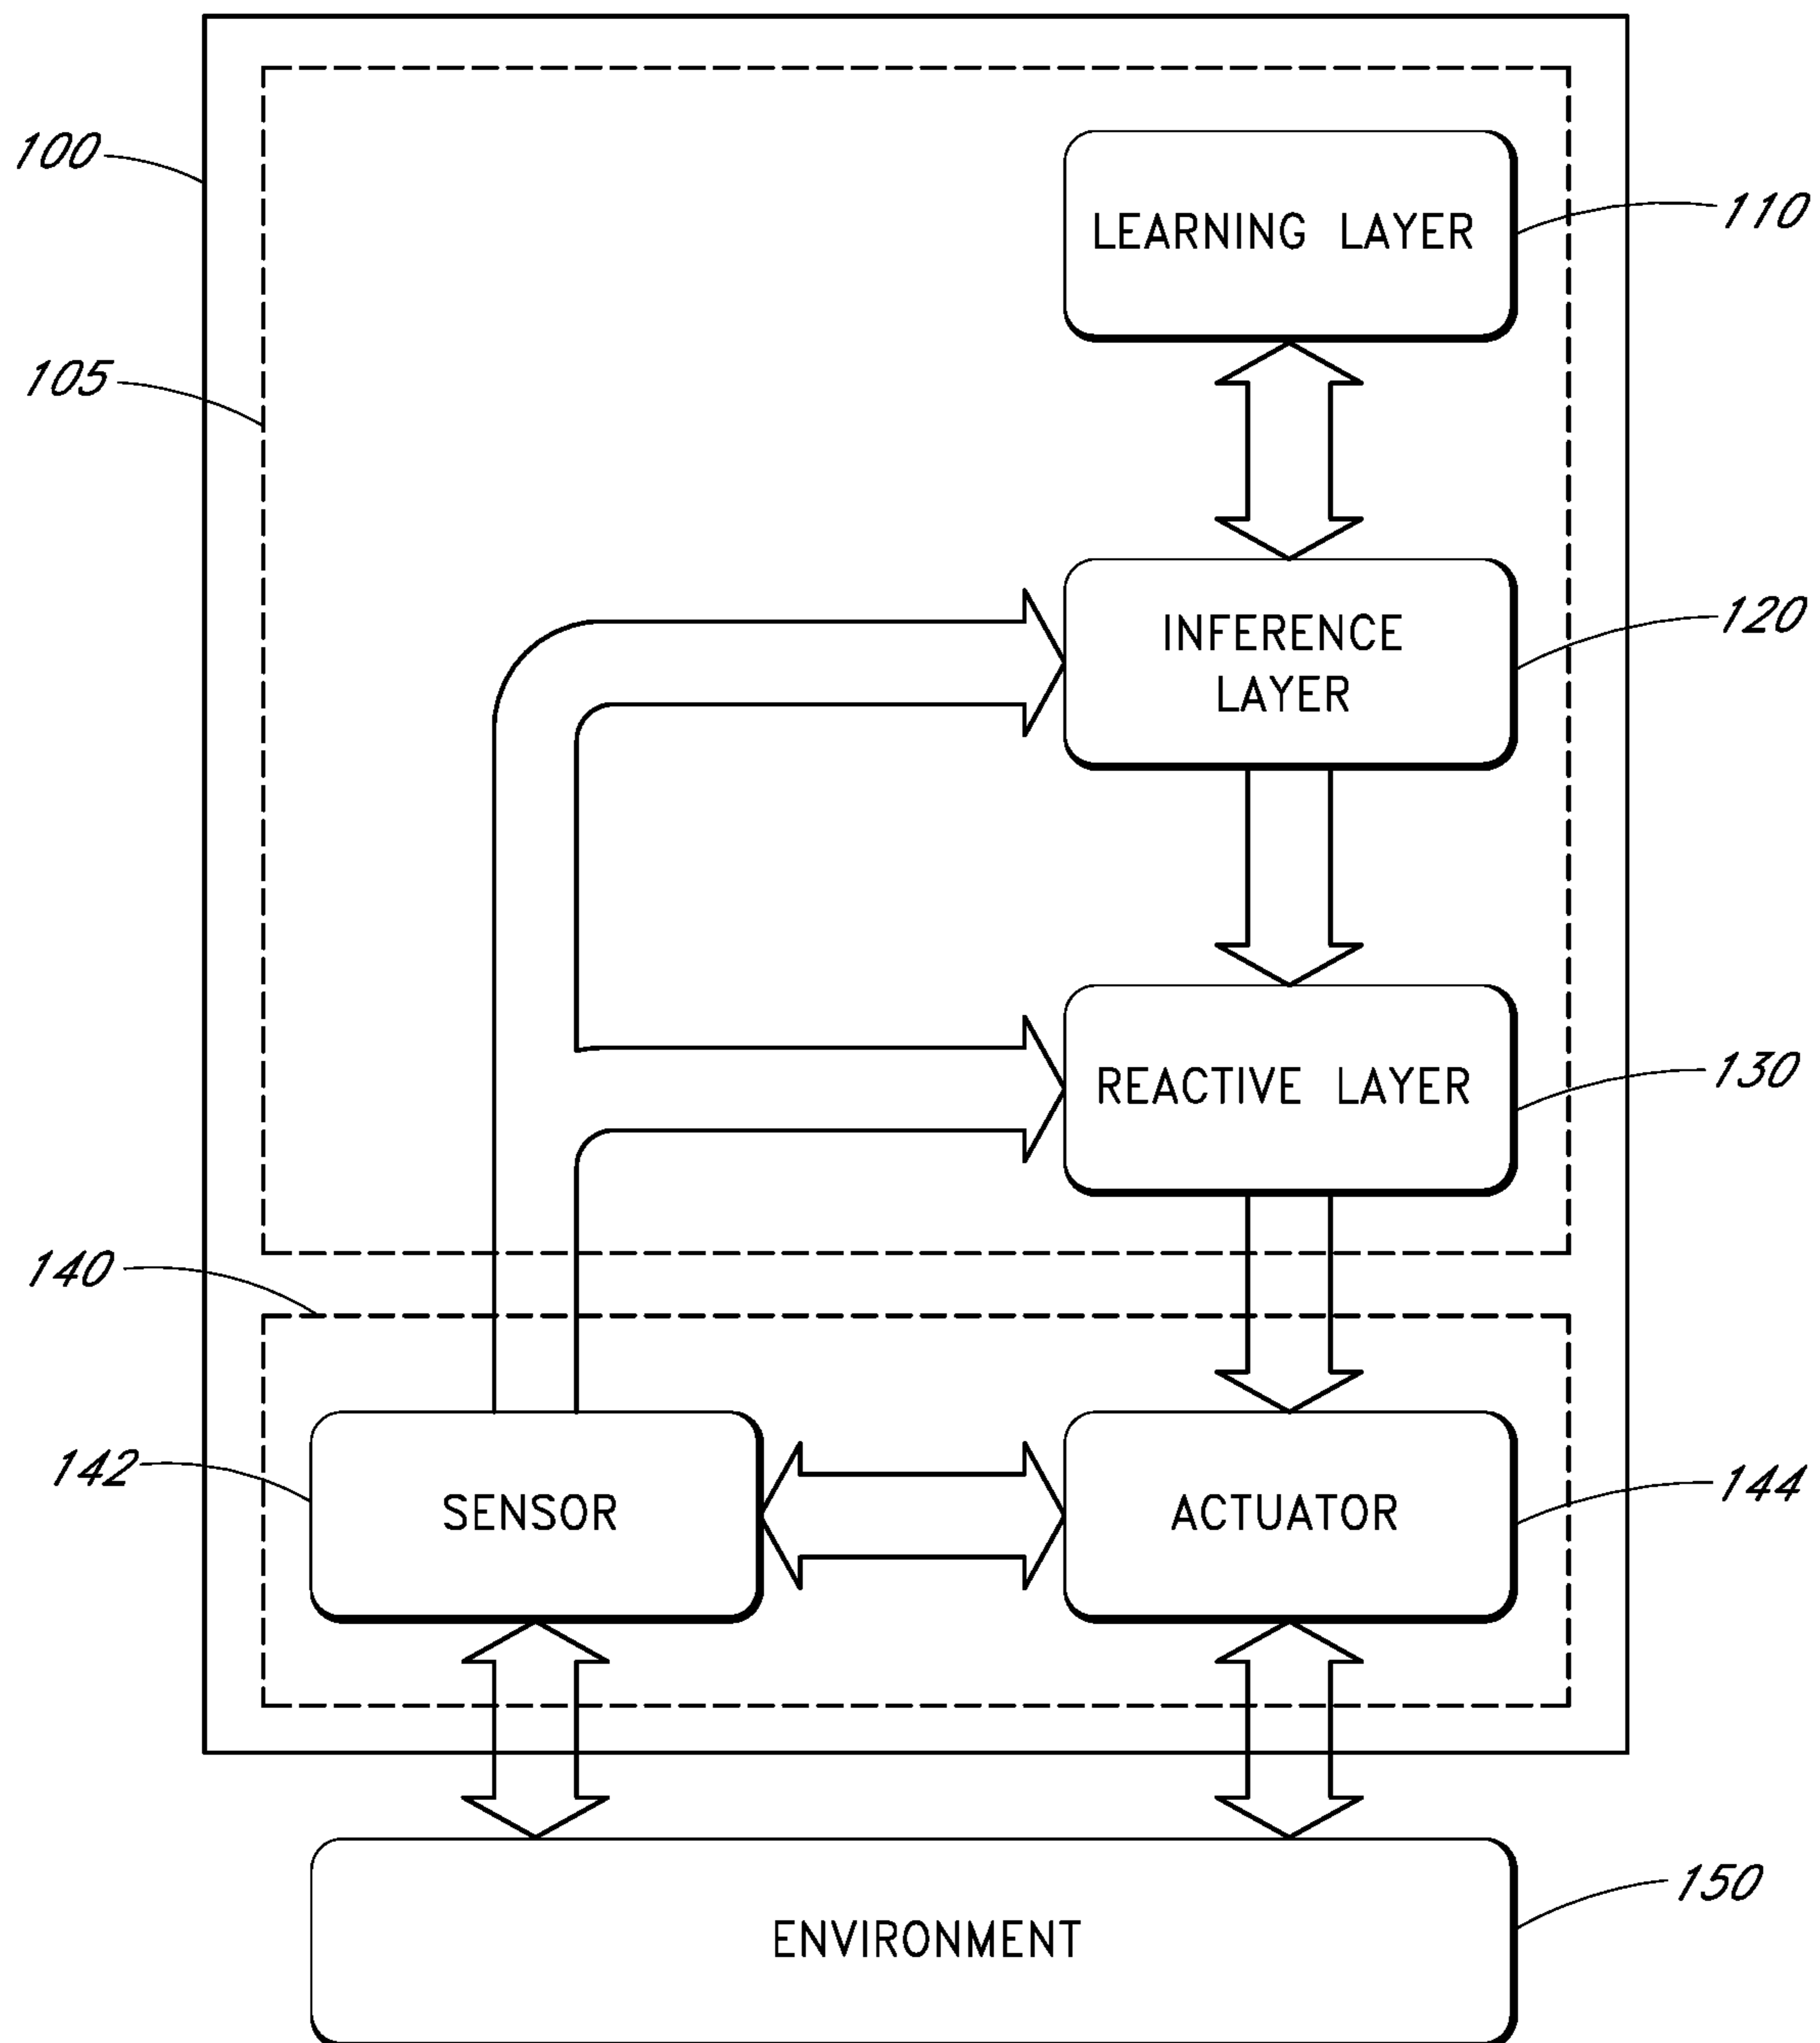 100
LEARNING LAYER
110
105
INFERENCE
LAYER
120
REACTIVE LAYER
130
140
142
SENSOR
ACTUATOR
144
ENVIRONMENT
150